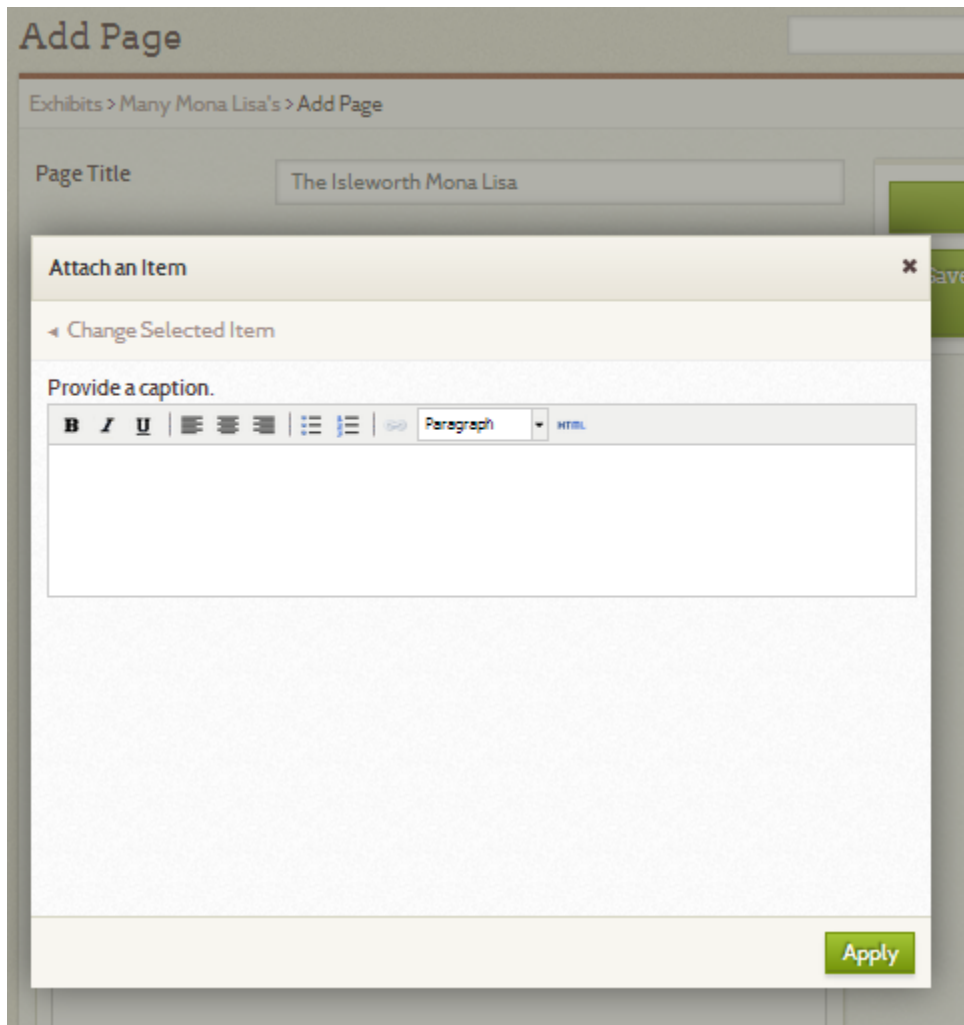 Add Page
Exhibits > Many Mona Lisa's > Add Page
Page Title
The Isleworth Mona Lisa
Attach an Item
Save
Change Selected Item
Provide a caption.
B I U Paragraph HTML
Apply